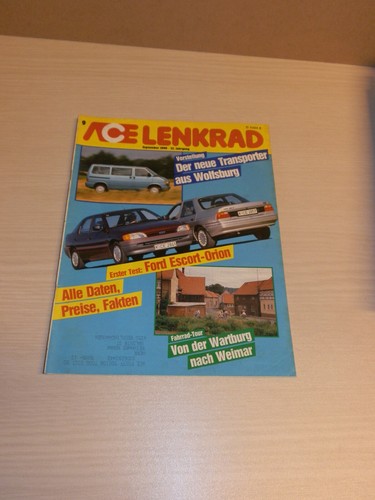 9
ACE LENKRAD
Vorstellung
Der neue Transporter
aus Wolfsburg
Erster Test: Ford Escort-Orion
Alle Daten,
Preise, Fakten
Fahrrad-Tour
Von der Wartburg
nach Weimar